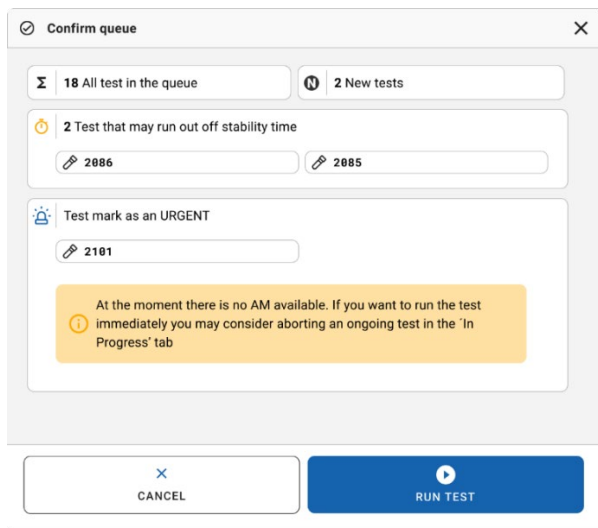 Confirm queue
Σ 18 All test in the queue
N 2 New tests
2 Test that may run out off stability time
2086
2085
Test mark as an URGENT
2101
At the moment there is no AM available. If you want to run the test
immediately you may consider aborting an ongoing test in the ´In
Progress' tab
CANCEL
RUN TEST